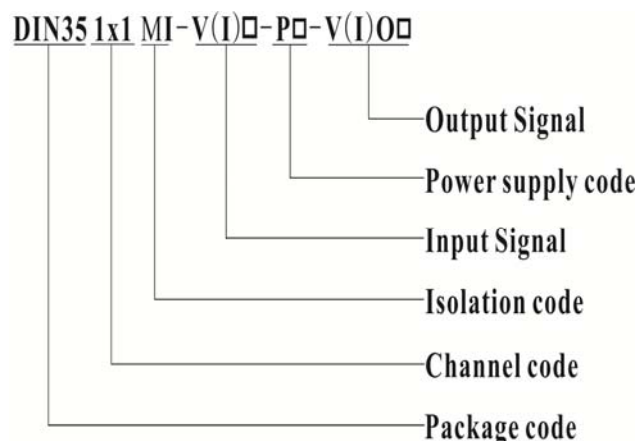 DIN35 1x1 MI-V(I)□-P□-V(I)O□
Output Signal
Power supply code
Input Signal
Isolation code
Channel code
Package code